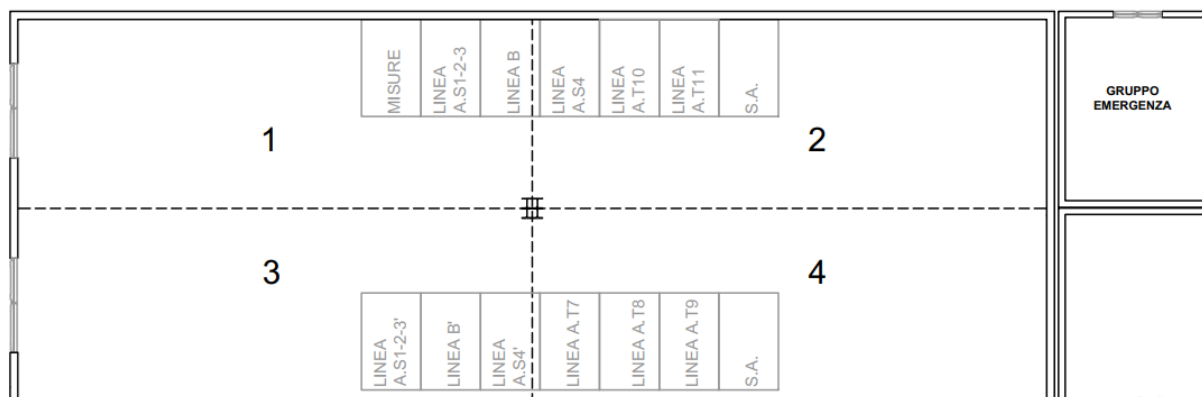 MISURE
LINEA
A.S1-2-3
LINEA B
LINEA
A.S4
LINEA
A.T10
LINEA
A.T11
S.A.
GRUPPO
EMERGENZA
1
2
3
4
LINEA
A.S1-2-3'
LINEA B'
LINEA
A.S4'
LINEA A.T7
LINEA A.T8
LINEA A.T9
S.A.